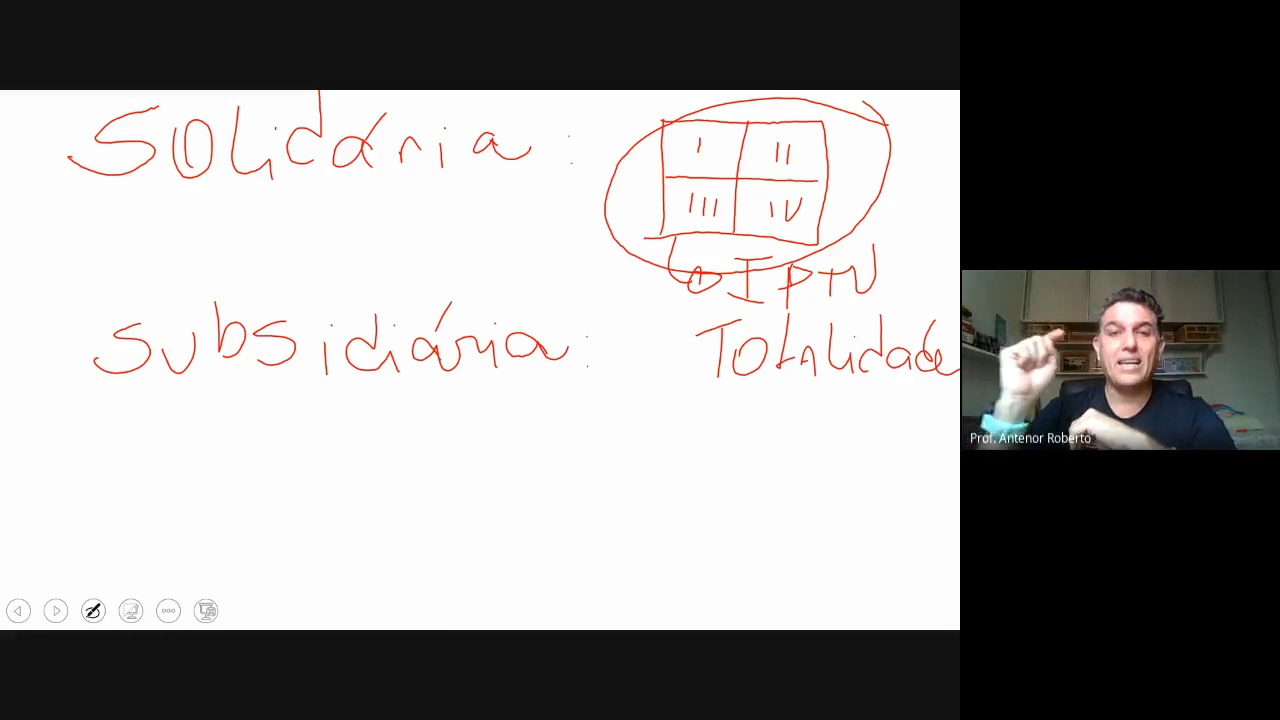 Solidária :
I II
III IV
IPTU
subsidiária : Totalidade
Prof. Antenor Roberto